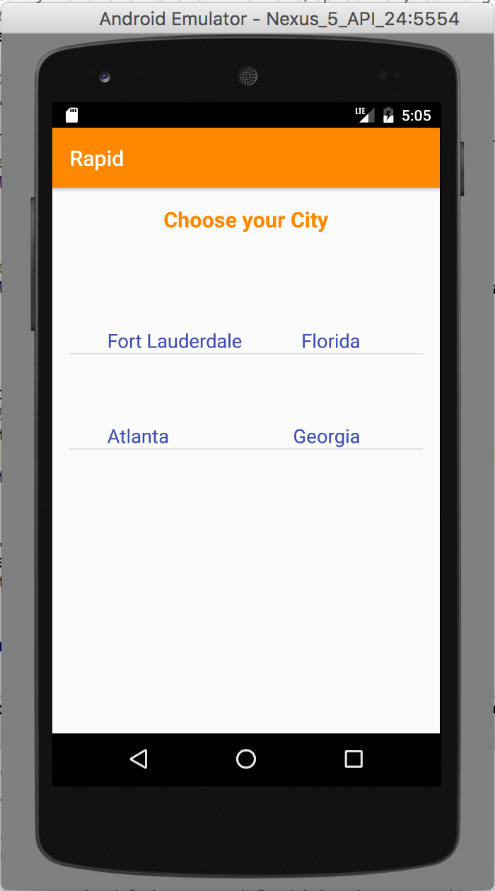 Android Emulator - Nexus_5_API_24:5554
LTE 5:05
Rapid
Choose your City
Fort Lauderdale Florida
Atlanta Georgia